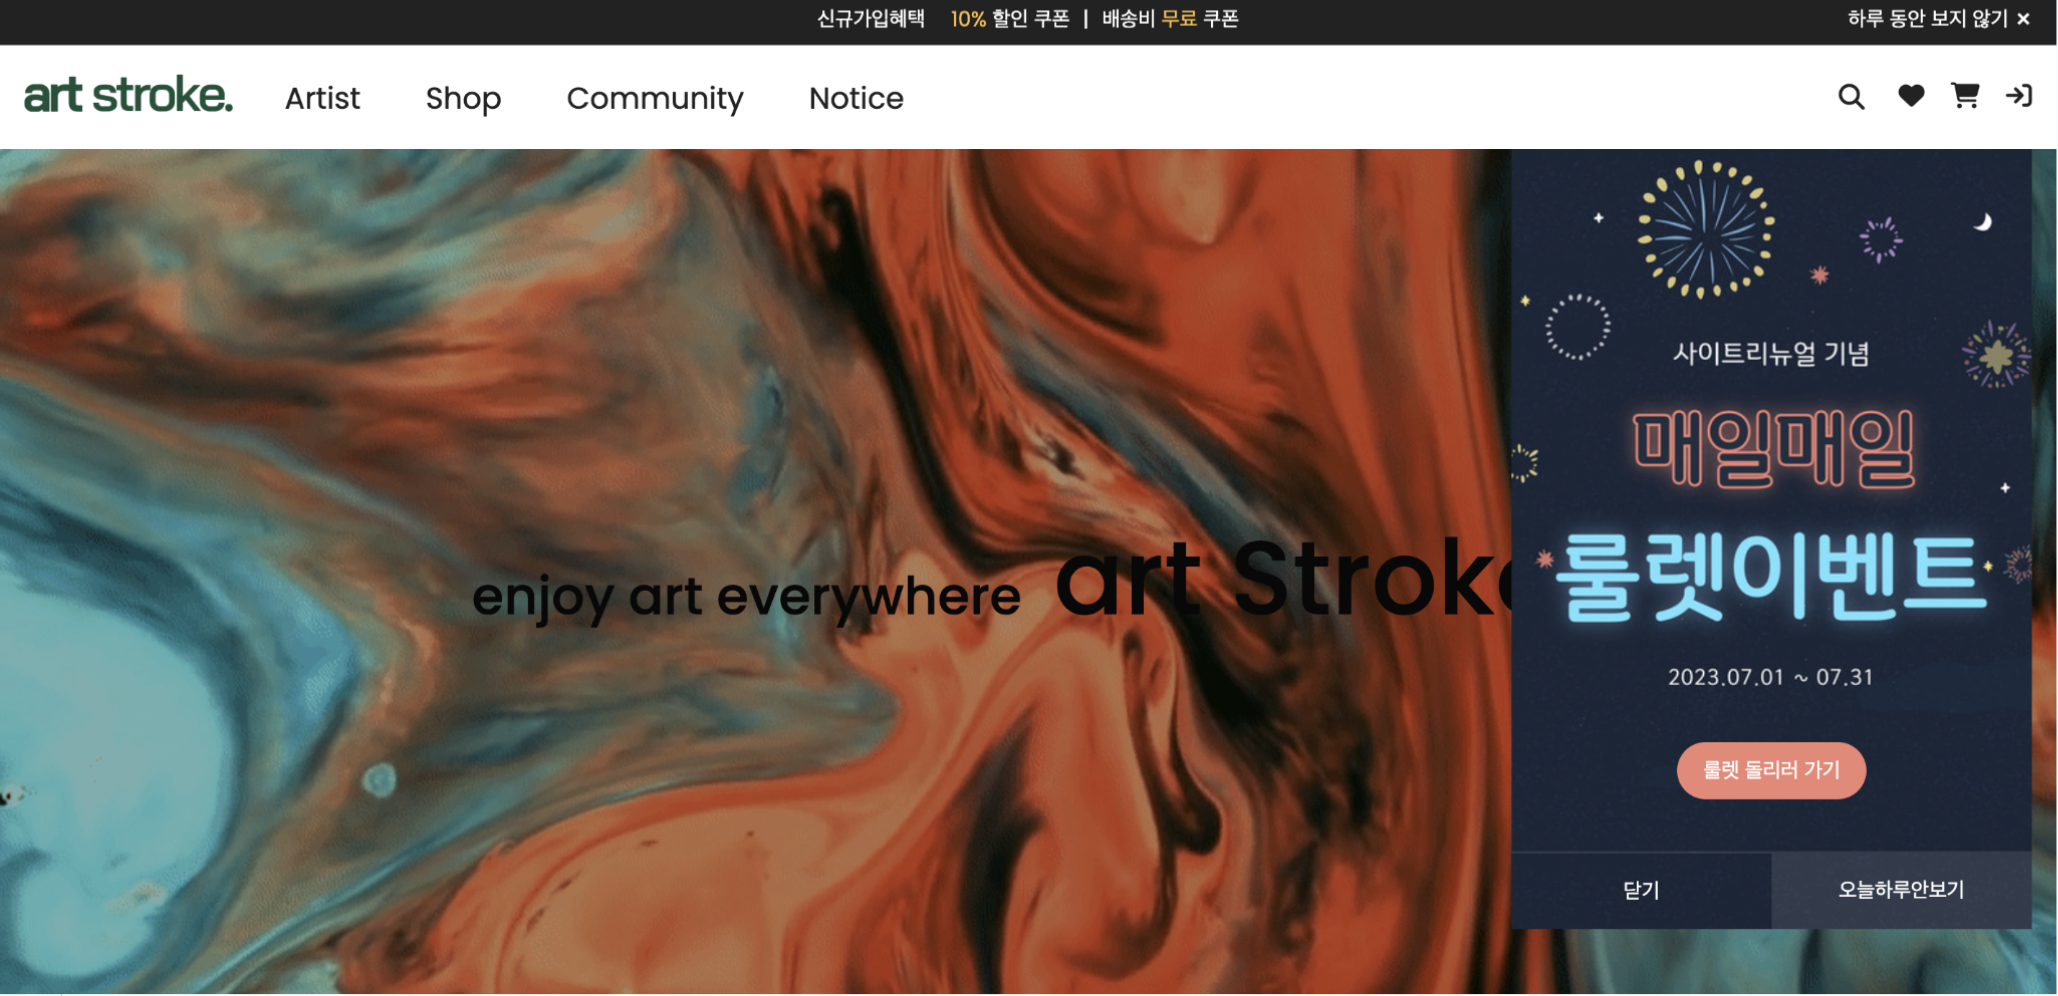 신규가입혜택 10% 할인 쿠폰 | 배송비 무료 쿠폰
하루 동안 보지 않기 ×
art stroke.
Artist
Shop
Community
Notice
enjoy art everywhere art Stroke
사이트리뉴얼 기념
매일매일
룰렛이벤트
2023.07.01 ~ 07.31
룰렛 돌리러 가기
닫기
오늘하루안보기